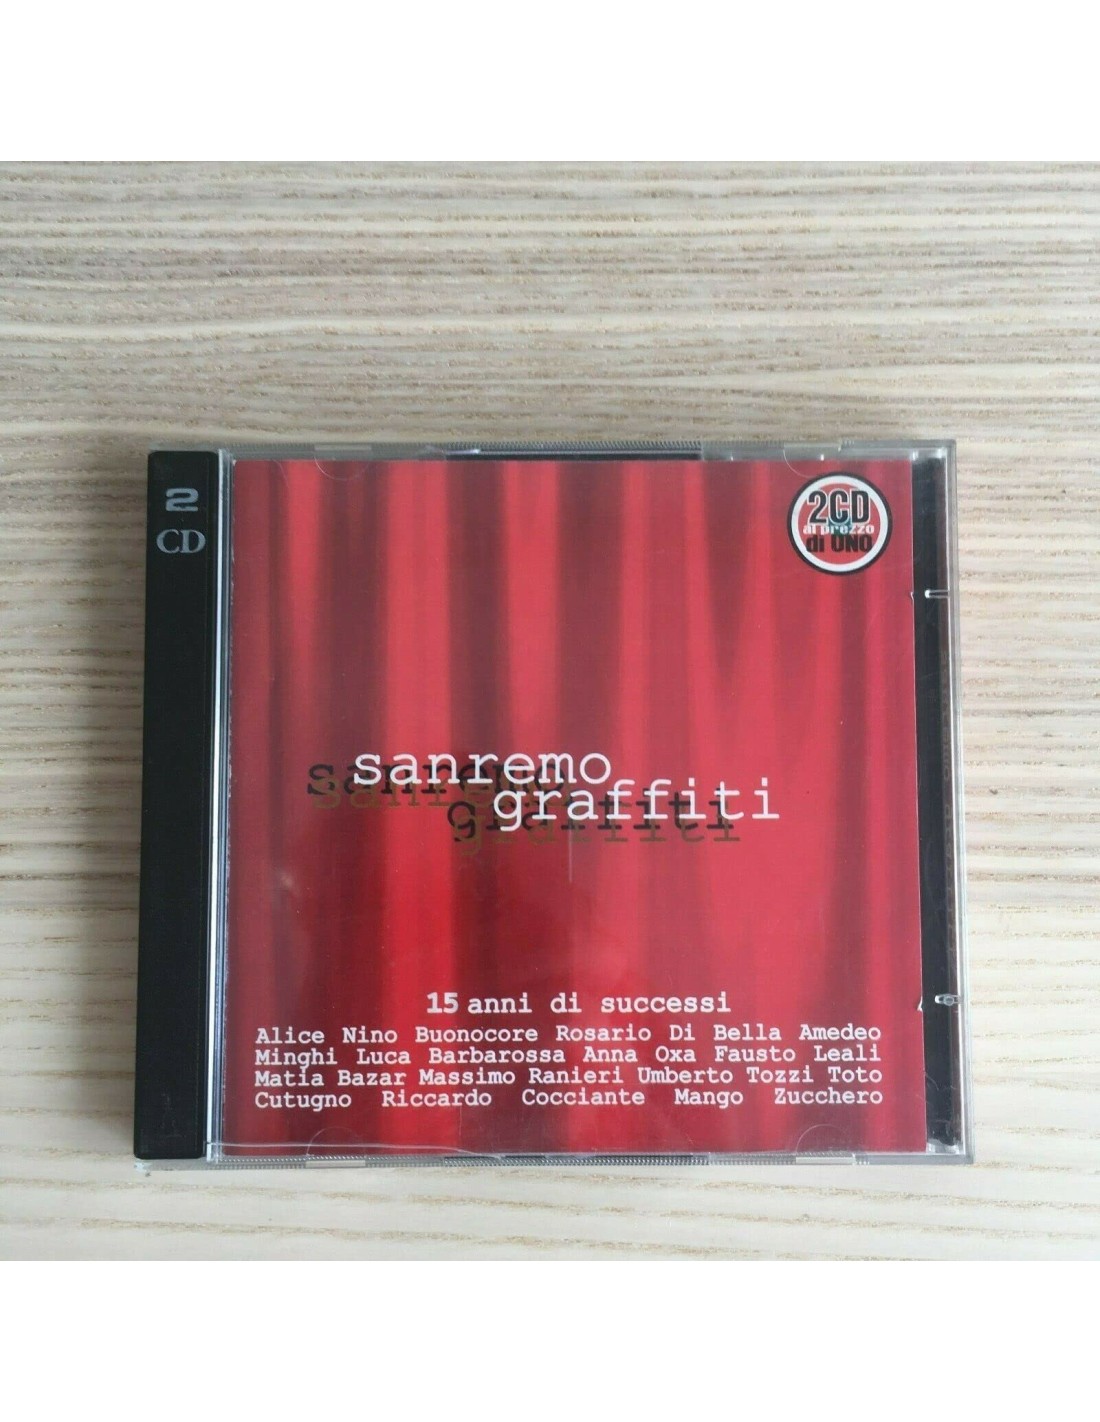 2
CD
2CD
al prezzo
di UNO
sanremo
graffiti
15 anni di successi
Alice Nino Buonocore Rosario Di Bella Amedeo
Minghi Luca Barbarossa Anna Oxa Fausto Leali
Matia Bazar Massimo Ranieri Umberto Tozzi Toto
Cutugno Riccardo Cocciante Mango Zucchero